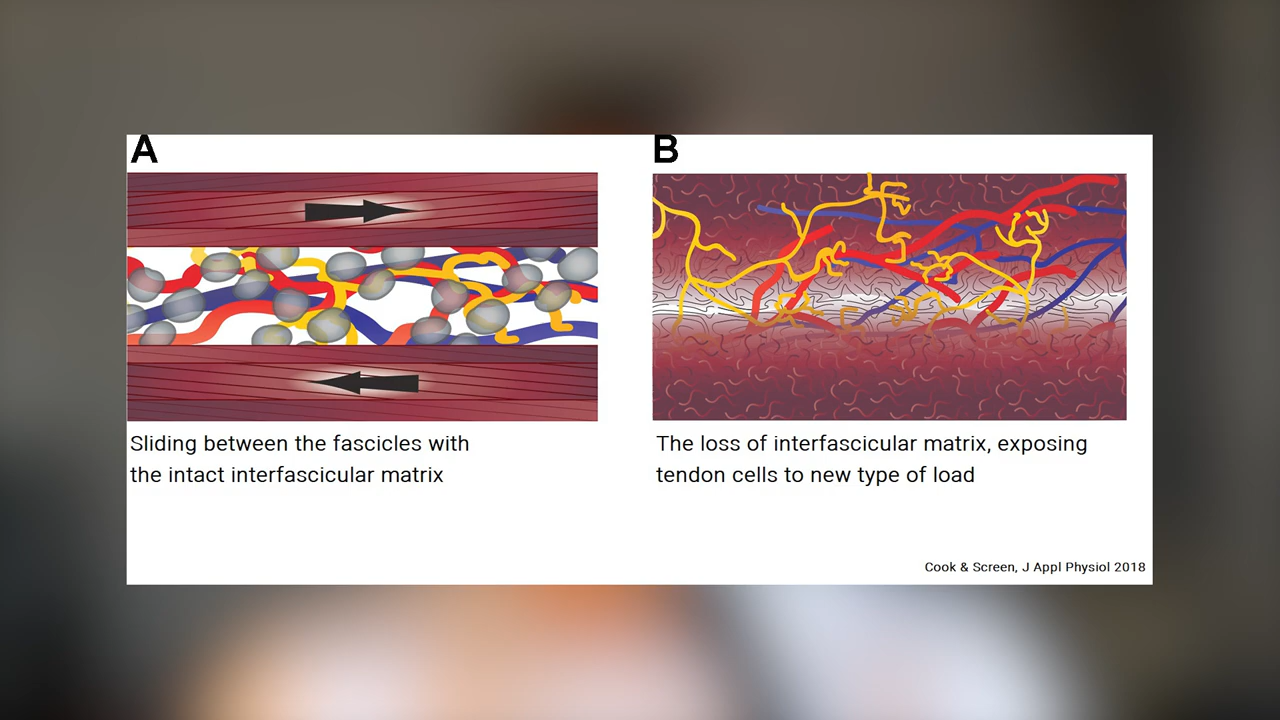 A
B
Sliding between the fascicles with
the intact interfascicular matrix
The loss of interfascicular matrix, exposing
tendon cells to new type of load
Cook & Screen, J Appl Physiol 2018